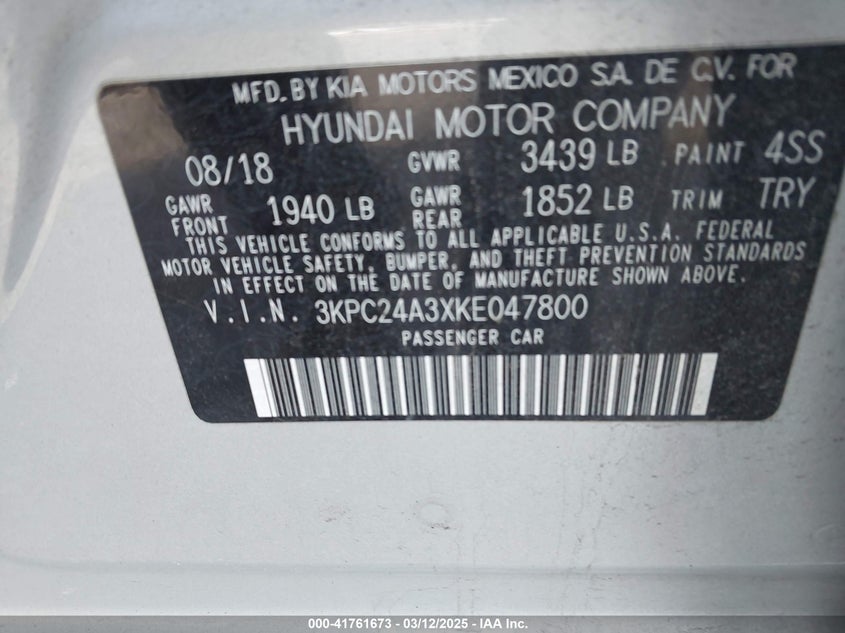 MFD. BY KIA MOTORS MEXICO S.A. DE C.V. FOR
HYUNDAI MOTOR COMPANY
08/18 GVWR 3439 LB PAINT 4SS
GAWR FRONT 1940 LB GAWR REAR 1852 LB TRIM TRY
THIS VEHICLE CONFORMS TO ALL APPLICABLE U.S.A. FEDERAL
MOTOR VEHICLE SAFETY, BUMPER, AND THEFT PREVENTION STANDARDS
IN EFFECT ON THE DATE OF MANUFACTURE SHOWN ABOVE.
V.I.N. 3KPC24A3XKE047800
PASSENGER CAR
000-41761673 — 03/12/2025 — IAA Inc.